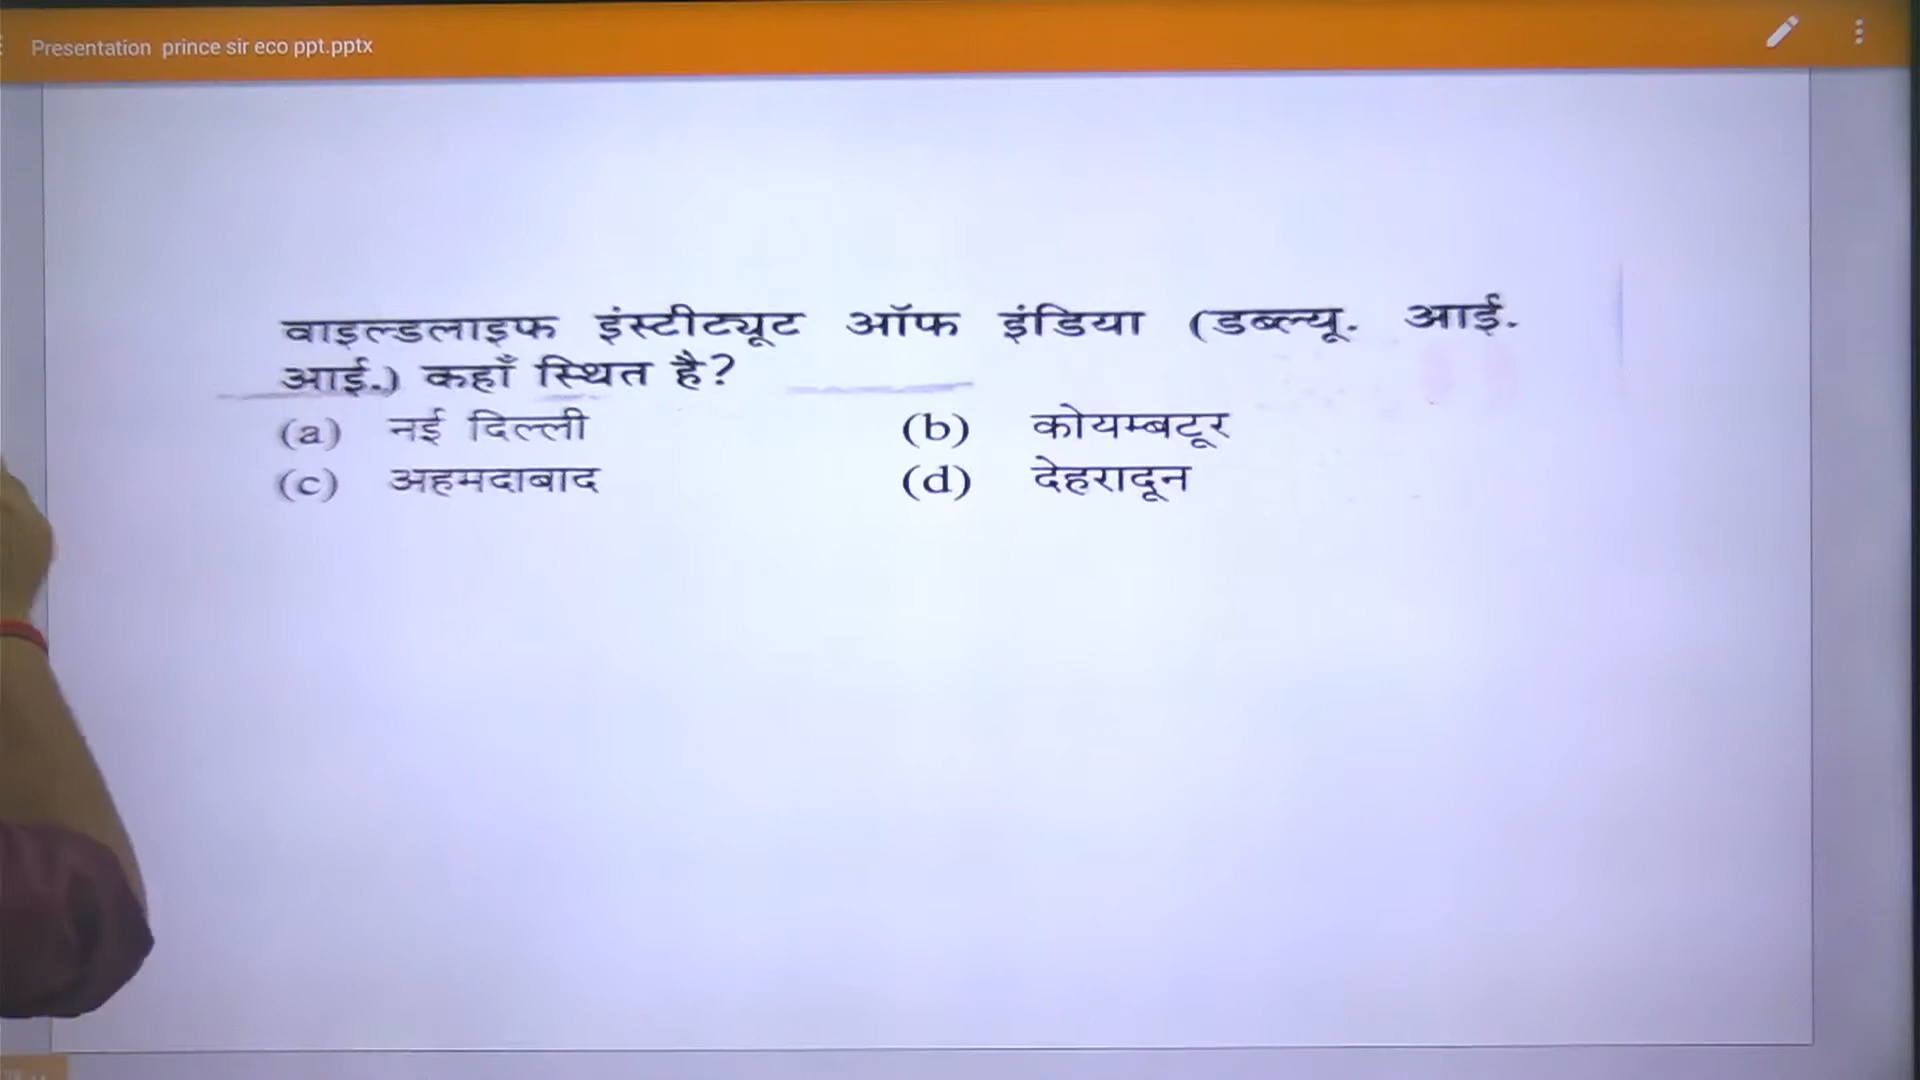 Presentation prince sir eco ppt.pptx
वाइल्डलाइफ इंस्टीट्यूट ऑफ इंडिया (डब्ल्यू. आई.
आई.) कहाँ स्थित है?
(a) नई दिल्ली (b) कोयम्बटूर
(c) अहमदाबाद (d) देहरादून